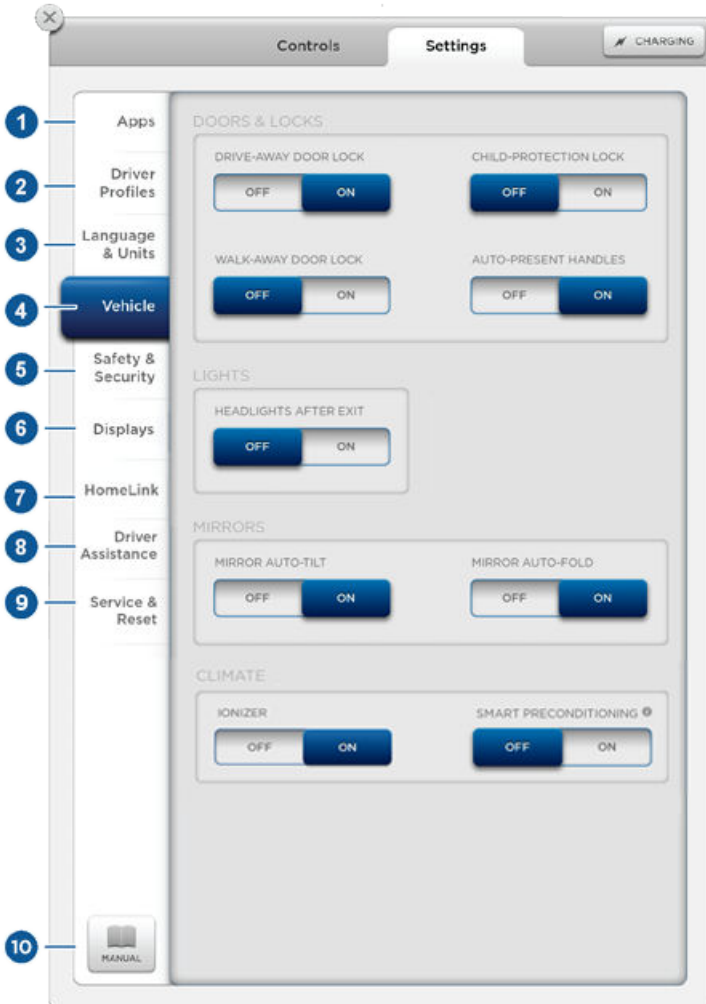 Controls
Settings
CHARGING
1
Apps
2
Driver
Profiles
3
Language
& Units
4
Vehicle
5
Safety &
Security
6
Displays
7
HomeLink
8
Driver
Assistance
9
Service &
Reset
10
MANUAL
DOORS & LOCKS
DRIVE-AWAY DOOR LOCK
OFF ON
CHILD-PROTECTION LOCK
OFF ON
WALK-AWAY DOOR LOCK
OFF ON
AUTO-PRESENT HANDLES
OFF ON
LIGHTS
HEADLIGHTS AFTER EXIT
OFF ON
MIRRORS
MIRROR AUTO-TILT
OFF ON
MIRROR AUTO-FOLD
OFF ON
CLIMATE
IONIZER
OFF ON
SMART PRECONDITIONING
OFF ON